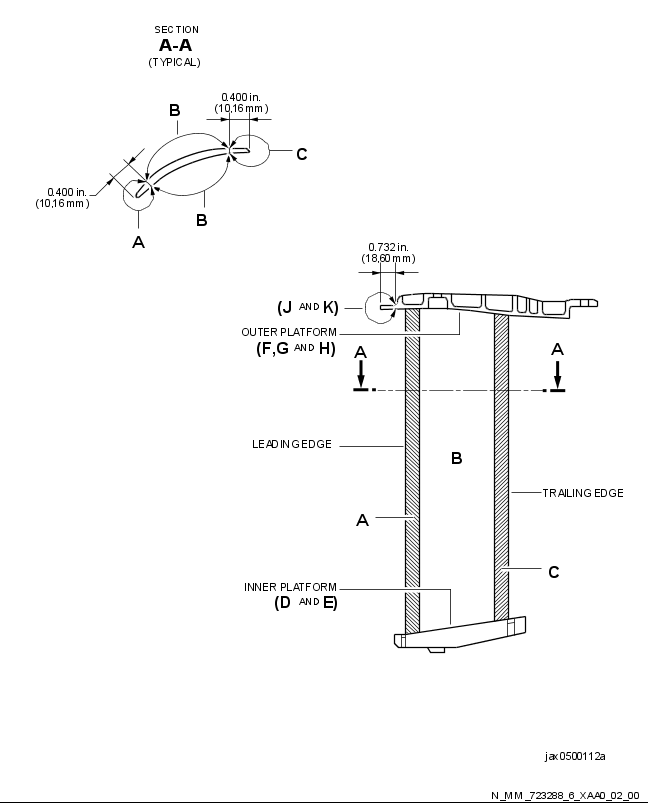 SECTION
A-A
(TYPICAL)
0.400 in.
(10,16 mm)
B
C
0.400 in.
(10,16 mm)
B
A
0.732 in.
(18,60 mm)
(J AND K)
OUTER PLATFORM
(F,G AND H)
A
A
LEADING EDGE
B
TRAILING EDGE
A
C
INNER PLATFORM
(D AND E)
jax0500112a
N_MM_723288_6_XAA0_02_00